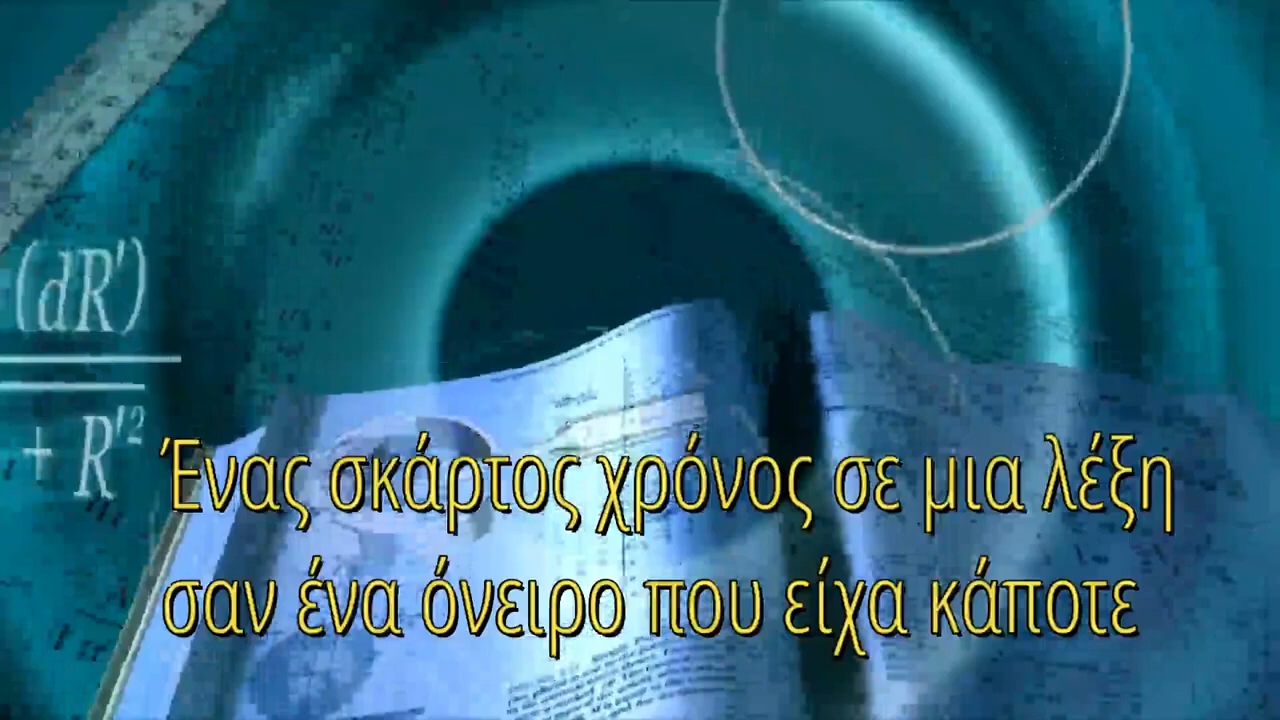 (dR')
+ R'²
Ένας σκάρτος χρόνος σε μια λέξη
σαν ένα όνειρο που είχα κάποτε